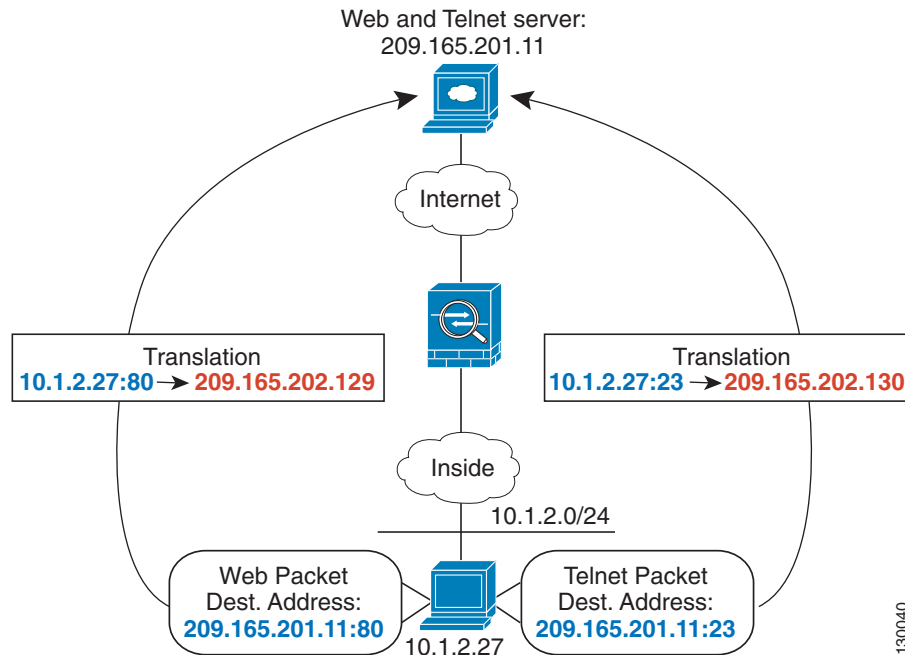 Web and Telnet server:
209.165.201.11
Internet
Translation
10.1.2.27:80 → 209.165.202.129
Translation
10.1.2.27:23 → 209.165.202.130
Inside
10.1.2.0/24
Web Packet
Dest. Address:
209.165.201.11:80
Telnet Packet
Dest. Address:
209.165.201.11:23
10.1.2.27
130040